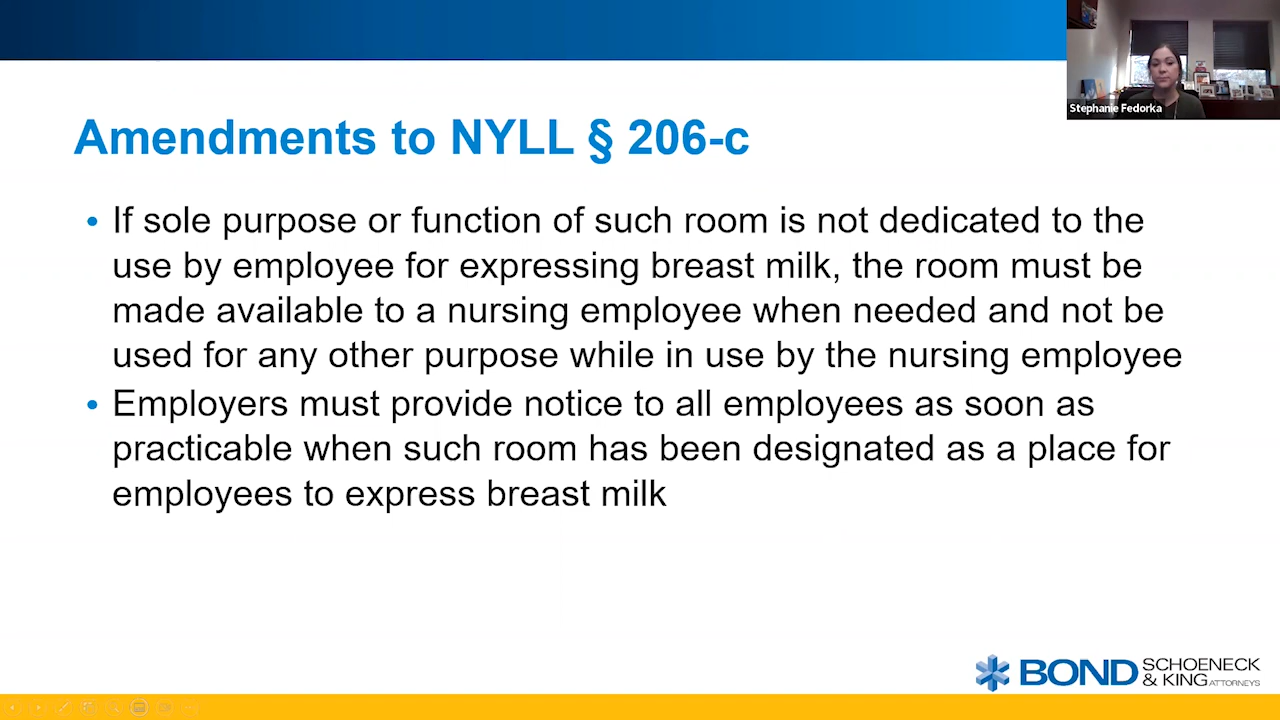 Stephanie Fedorka
Amendments to NYLL § 206-c
• If sole purpose or function of such room is not dedicated to the
use by employee for expressing breast milk, the room must be
made available to a nursing employee when needed and not be
used for any other purpose while in use by the nursing employee
• Employers must provide notice to all employees as soon as
practicable when such room has been designated as a place for
employees to express breast milk
BOND SCHOENECK
& KING ATTORNEYS